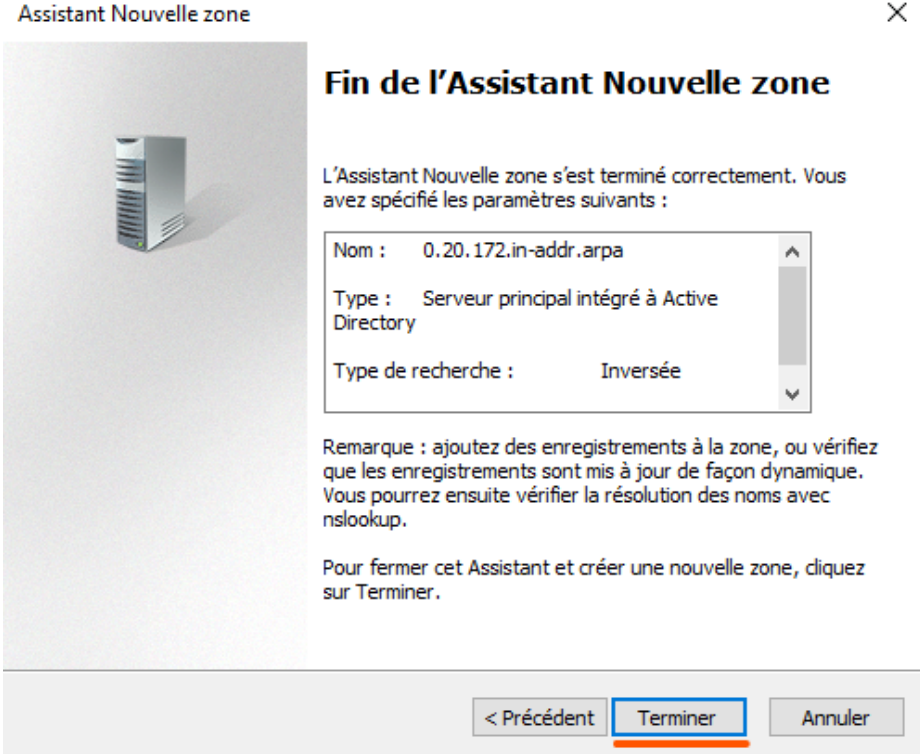 Assistant Nouvelle zone
Fin de l’Assistant Nouvelle zone
L’Assistant Nouvelle zone s’est terminé correctement. Vous
avez spécifié les paramètres suivants :
Nom : 0.20.172.in-addr.arpa
Type : Serveur principal intégré à Active
Directory
Type de recherche : Inversée
Remarque : ajoutez des enregistrements à la zone, ou vérifiez
que les enregistrements sont mis à jour de façon dynamique.
Vous pourrez ensuite vérifier la résolution des noms avec
nslookup.
Pour fermer cet Assistant et créer une nouvelle zone, cliquez
sur Terminer.
< Précédent
Terminer
Annuler